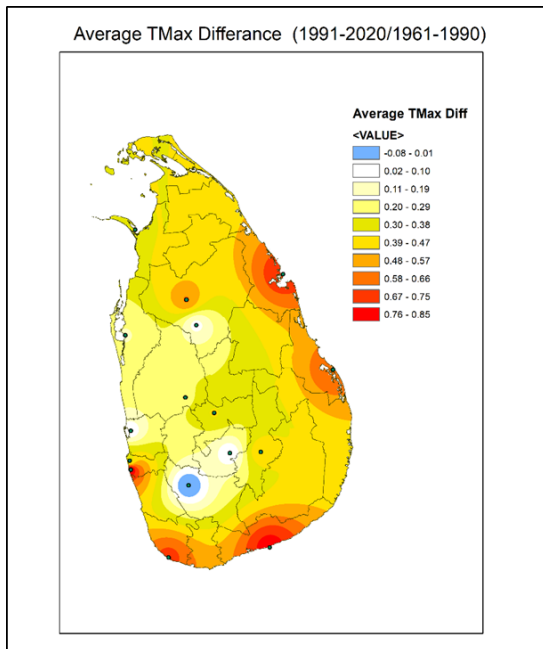 Average TMax Differance (1991-2020/1961-1990)
Average TMax Diff
<VALUE>
-0.08 - 0.01
0.02 - 0.10
0.11 - 0.19
0.20 - 0.29
0.30 - 0.38
0.39 - 0.47
0.48 - 0.57
0.58 - 0.66
0.67 - 0.75
0.76 - 0.85